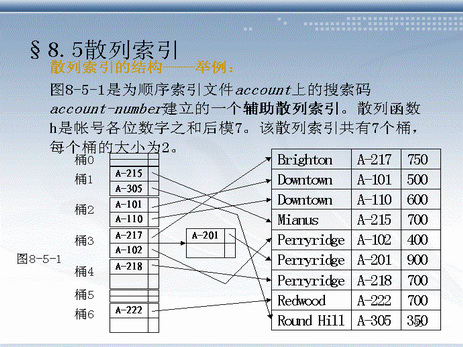 §8.5散列索引
散列索引的结构——举例：
图8-5-1是为顺序索引文件account上的搜索码
account-number建立的一个辅助散列索引。散列函数
h是帐号各位数字之和后模7。该散列索引共有7个桶，
每个桶的大小为2。
桶0
桶1
A-215
A-305
桶2
A-101
A-110
桶3
A-217
A-102
A-201
图8-5-1
桶4
A-218
桶5
桶6
A-222
Brighton A-217 750
Downtown A-101 500
Downtown A-110 600
Mianus A-215 700
Perryridge A-102 400
Perryridge A-201 900
Perryridge A-218 700
Redwood A-222 700
Round Hill A-305 350